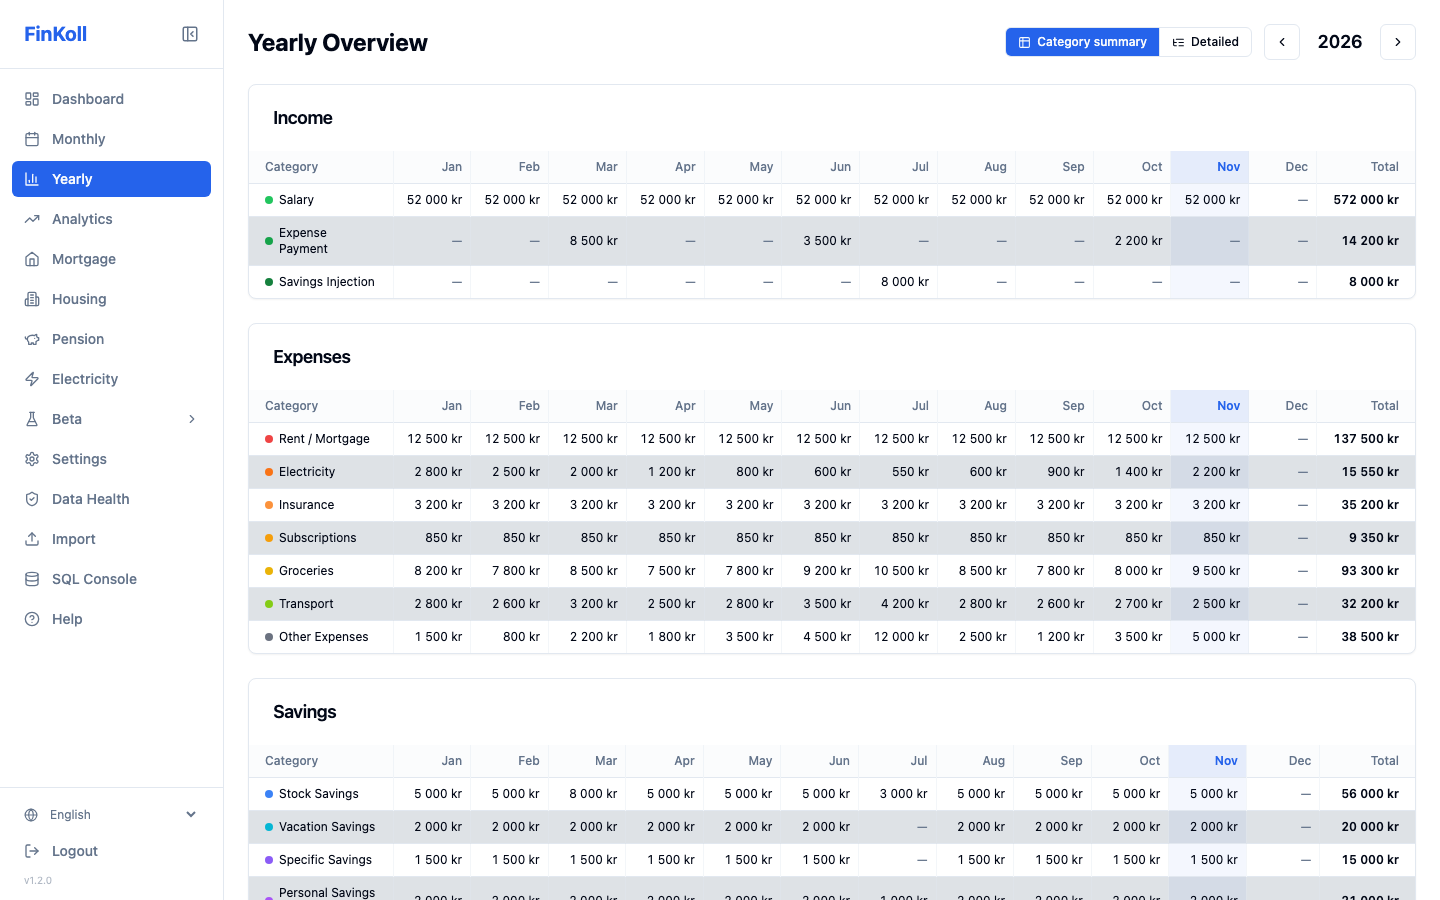 FinKoll
Dashboard
Monthly
Yearly
Analytics
Mortgage
Housing
Pension
Electricity
Beta
Settings
Data Health
Import
SQL Console
Help
English
Logout
v1.2.0
Yearly Overview
Category summary
Detailed
2026
Income
Category Jan Feb Mar Apr May Jun Jul Aug Sep Oct Nov Dec Total
Salary 52 000 kr 52 000 kr 52 000 kr 52 000 kr 52 000 kr 52 000 kr 52 000 kr 52 000 kr 52 000 kr 52 000 kr 52 000 kr — 572 000 kr
Expense
Payment — — 8 500 kr — — 3 500 kr — — — 2 200 kr — — 14 200 kr
Savings Injection — — — — — — 8 000 kr — — — — — 8 000 kr
Expenses
Category Jan Feb Mar Apr May Jun Jul Aug Sep Oct Nov Dec Total
Rent / Mortgage 12 500 kr 12 500 kr 12 500 kr 12 500 kr 12 500 kr 12 500 kr 12 500 kr 12 500 kr 12 500 kr 12 500 kr 12 500 kr — 137 500 kr
Electricity 2 800 kr 2 500 kr 2 000 kr 1 200 kr 800 kr 600 kr 550 kr 600 kr 900 kr 1 400 kr 2 200 kr — 15 550 kr
Insurance 3 200 kr 3 200 kr 3 200 kr 3 200 kr 3 200 kr 3 200 kr 3 200 kr 3 200 kr 3 200 kr 3 200 kr 3 200 kr — 35 200 kr
Subscriptions 850 kr 850 kr 850 kr 850 kr 850 kr 850 kr 850 kr 850 kr 850 kr 850 kr 850 kr — 9 350 kr
Groceries 8 200 kr 7 800 kr 8 500 kr 7 500 kr 7 800 kr 9 200 kr 10 500 kr 8 500 kr 7 800 kr 8 000 kr 9 500 kr — 93 300 kr
Transport 2 800 kr 2 600 kr 3 200 kr 2 500 kr 2 800 kr 3 500 kr 4 200 kr 2 800 kr 2 600 kr 2 700 kr 2 500 kr — 32 200 kr
Other Expenses 1 500 kr 800 kr 2 200 kr 1 800 kr 3 500 kr 4 500 kr 12 000 kr 2 500 kr 1 200 kr 3 500 kr 5 000 kr — 38 500 kr
Savings
Category Jan Feb Mar Apr May Jun Jul Aug Sep Oct Nov Dec Total
Stock Savings 5 000 kr 5 000 kr 8 000 kr 5 000 kr 5 000 kr 5 000 kr 3 000 kr 5 000 kr 5 000 kr 5 000 kr 5 000 kr — 56 000 kr
Vacation Savings 2 000 kr 2 000 kr 2 000 kr 2 000 kr 2 000 kr 2 000 kr — 2 000 kr 2 000 kr 2 000 kr 2 000 kr — 20 000 kr
Specific Savings 1 500 kr 1 500 kr 1 500 kr 1 500 kr 1 500 kr 1 500 kr — 1 500 kr 1 500 kr 1 500 kr 1 500 kr — 15 000 kr
Personal Savings